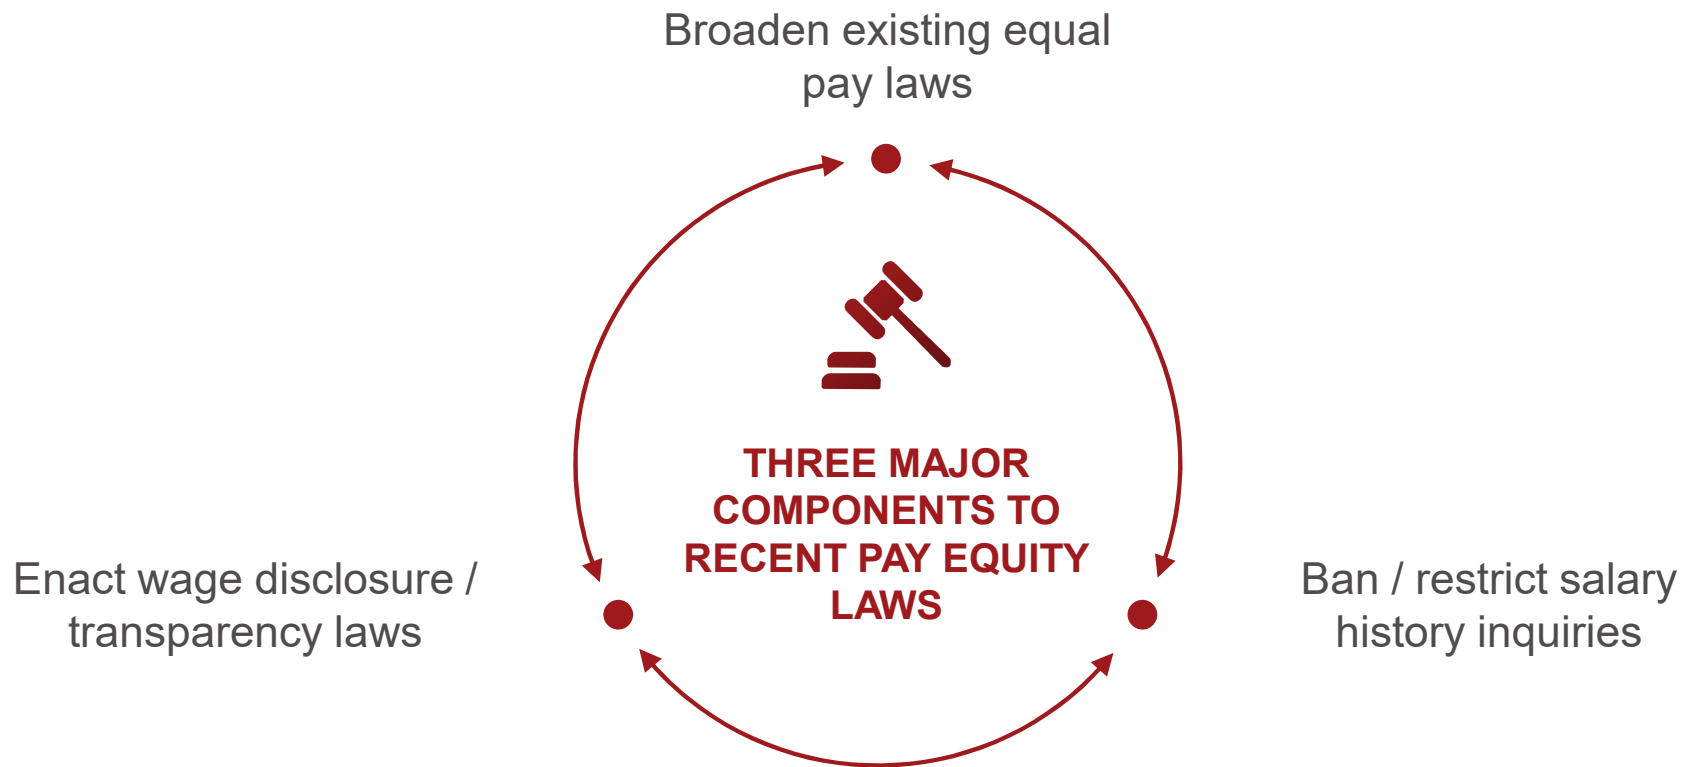 Broaden existing equal
pay laws
THREE MAJOR
COMPONENTS TO
RECENT PAY EQUITY
LAWS
Enact wage disclosure /
transparency laws
Ban / restrict salary
history inquiries